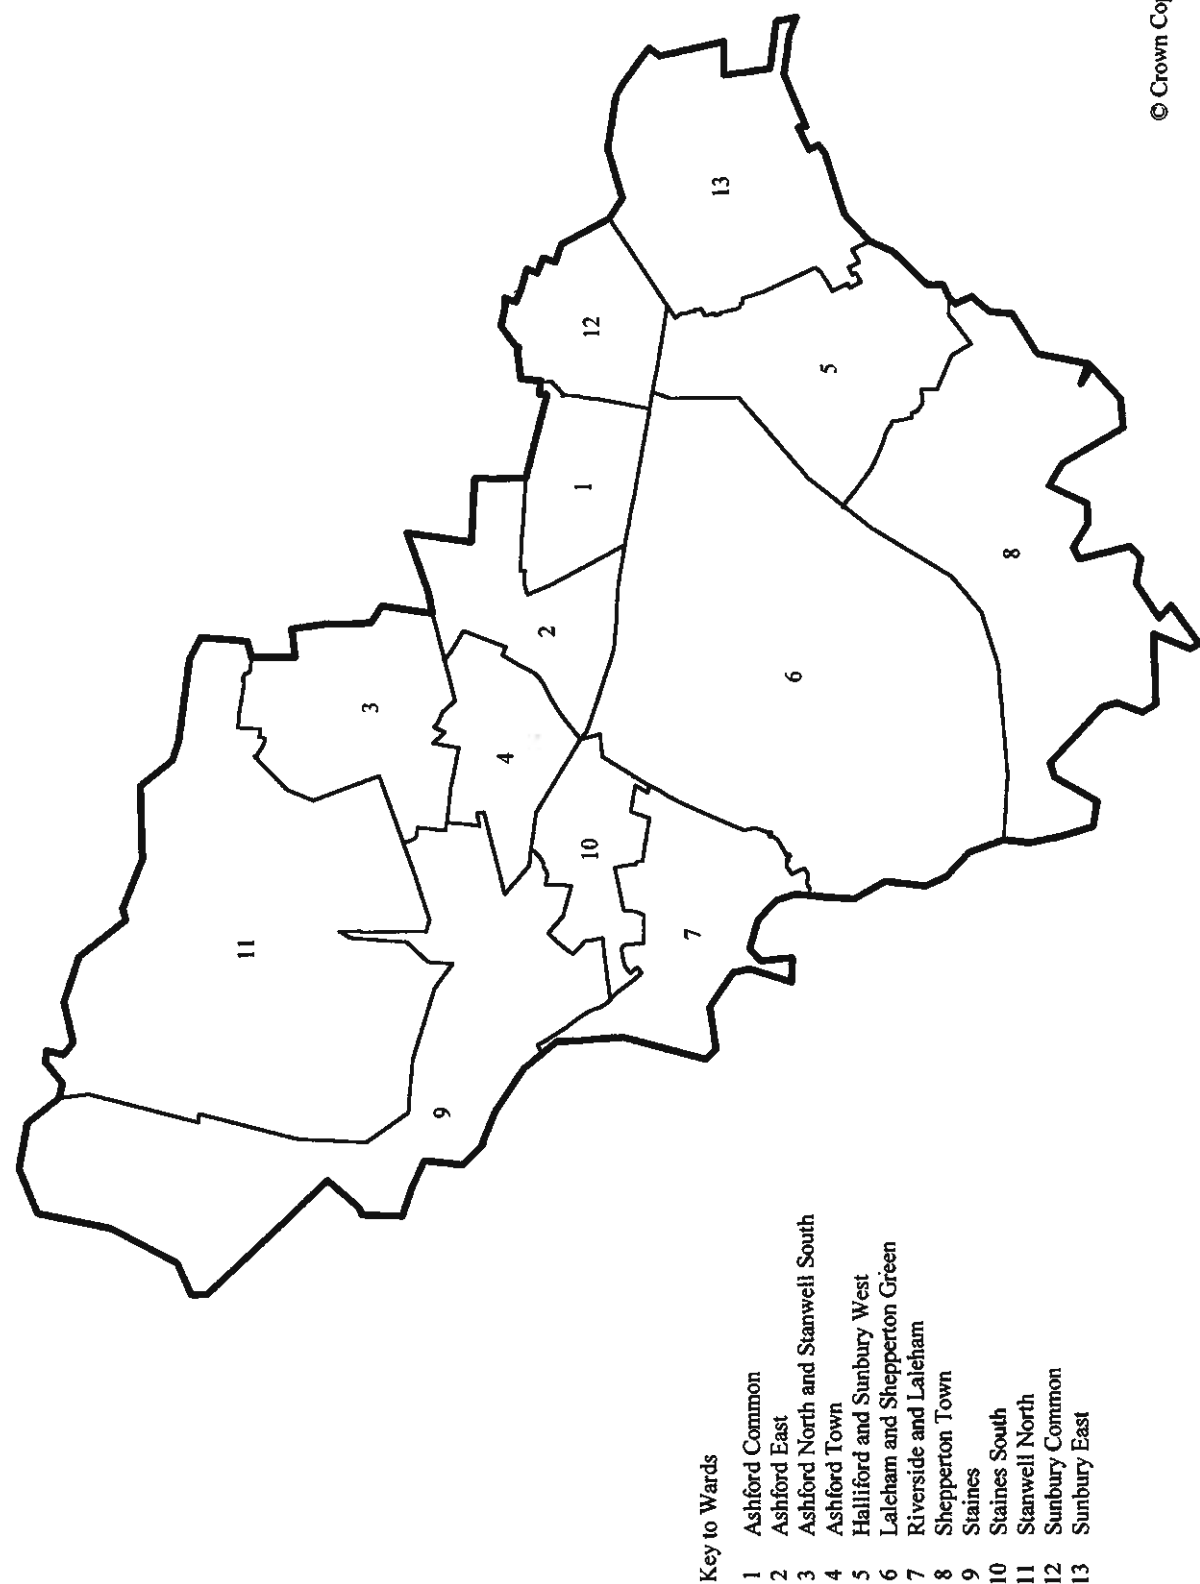 © Crown Cop
11
3
9
4
2
1
12
13
10
7
6
5
8
Key to Wards
1 Ashford Common
2 Ashford East
3 Ashford North and Stanwell South
4 Ashford Town
5 Halliford and Sunbury West
6 Laleham and Shepperton Green
7 Riverside and Laleham
8 Shepperton Town
9 Staines
10 Staines South
11 Stanwell North
12 Sunbury Common
13 Sunbury East